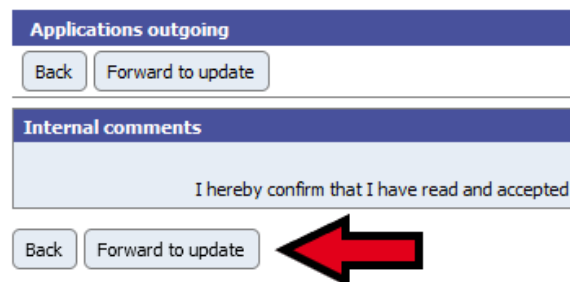 Applications outgoing
Back Forward to update
Internal comments
I hereby confirm that I have read and accepted
Back Forward to update